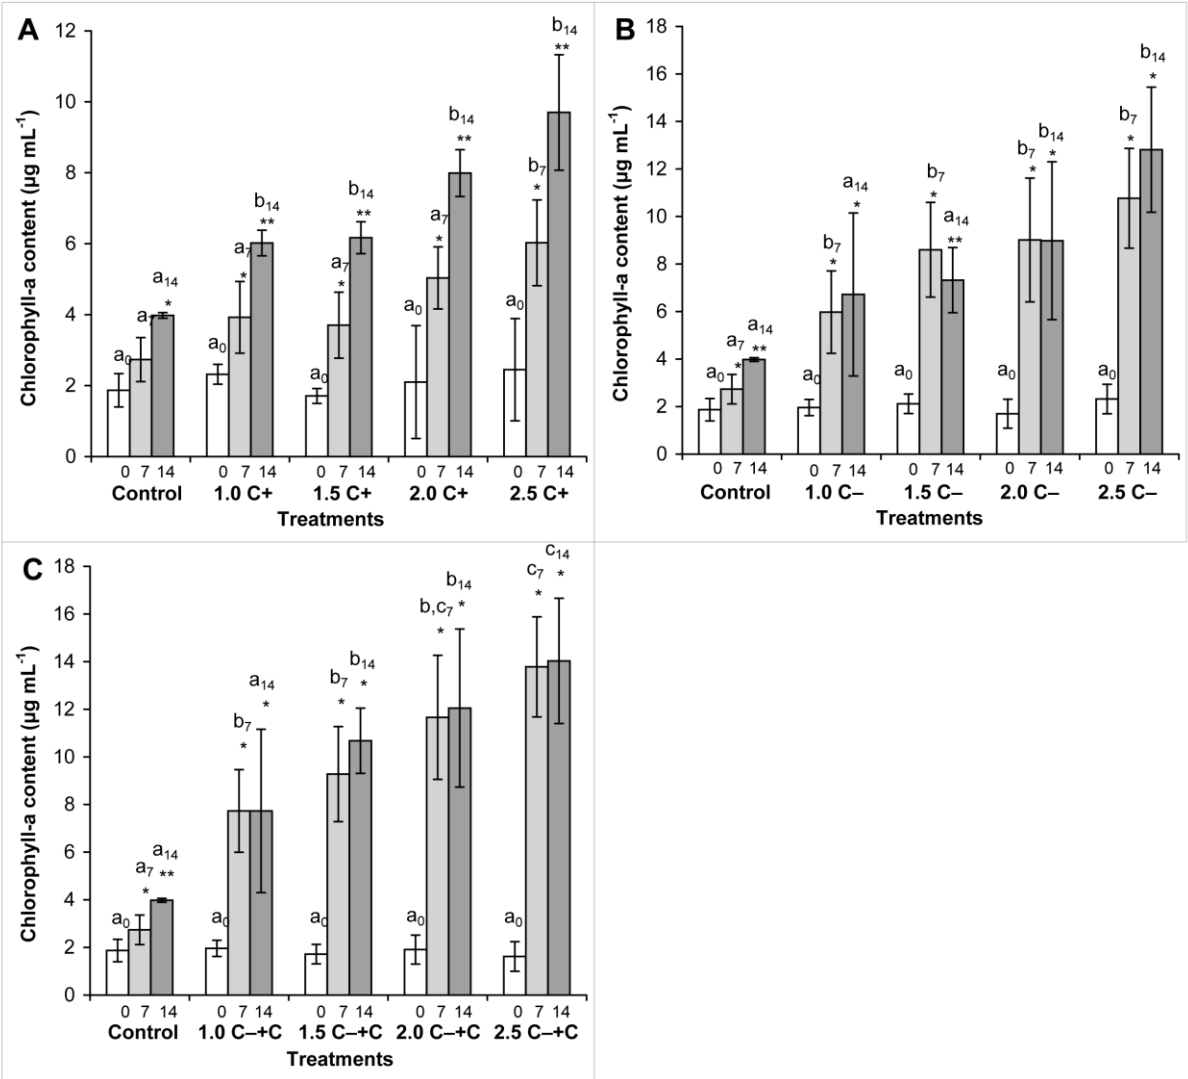 A
Chlorophyll-a content (µg mL⁻¹)
12
10
8
6
4
2
0
a₀ a₇ a₁₄ *
a₀ a₇ * b₁₄ **
a₀ a₇ * b₁₄ **
a₀ a₇ * b₁₄ **
a₀ b₇ * b₁₄ **
0 7 14 0 7 14 0 7 14 0 7 14 0 7 14
Control 1.0 C+ 1.5 C+ 2.0 C+ 2.5 C+
Treatments
B
Chlorophyll-a content (µg mL⁻¹)
18
16
14
12
10
8
6
4
2
0
a₀ a₇ * a₁₄ **
a₀ b₇ * a₁₄ *
a₀ b₇ * a₁₄ **
a₀ b₇ * b₁₄ *
a₀ b₇ * b₁₄ *
0 7 14 0 7 14 0 7 14 0 7 14 0 7 14
Control 1.0 C– 1.5 C– 2.0 C– 2.5 C–
Treatments
C
Chlorophyll-a content (µg mL⁻¹)
18
16
14
12
10
8
6
4
2
0
a₀ a₇ * a₁₄ **
a₀ b₇ * a₁₄ *
a₀ b₇ * b₁₄ *
a₀ b,c₇ * b₁₄ *
a₀ c₇ * c₁₄ *
0 7 14 0 7 14 0 7 14 0 7 14 0 7 14
Control 1.0 C–+C 1.5 C–+C 2.0 C–+C 2.5 C–+C
Treatments